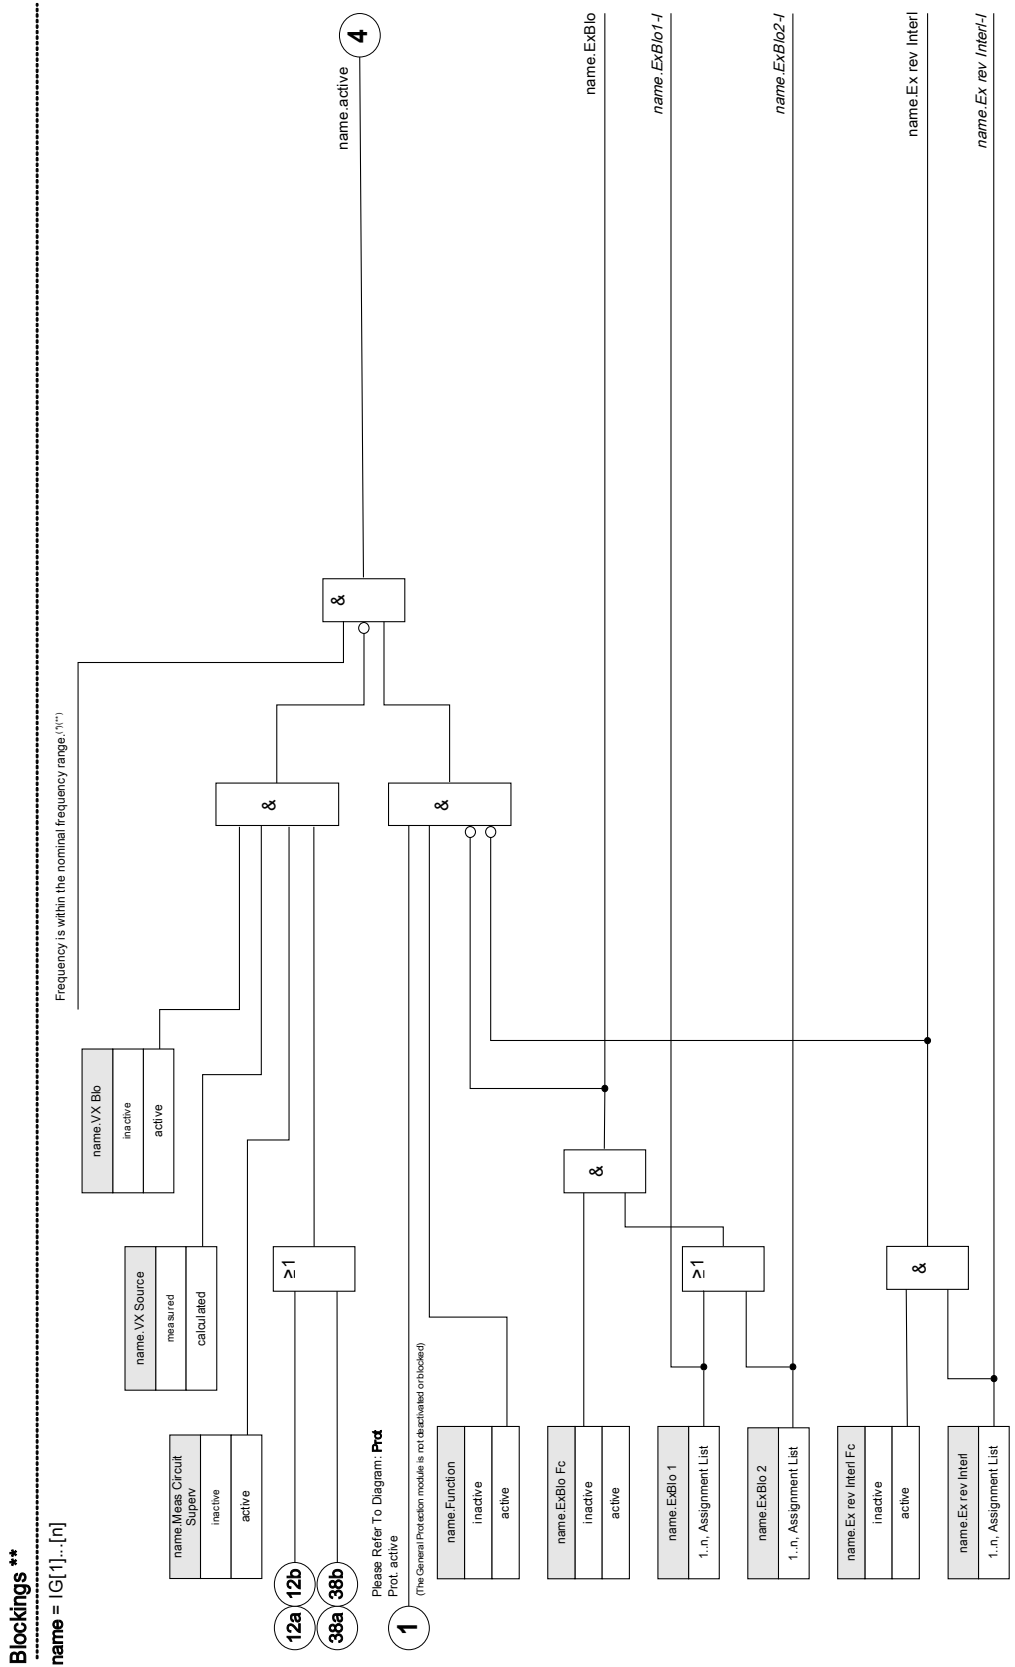 Blockings **
name = IG[1]...[n]
Frequency is within the nominal frequency range.(*)(**)
name.VX Blo
inactive
active
name.VX Source
measured
calculated
name.Meas Circuit
Superv
inactive
active
12a
12b
38a
38b
≥1
&
&
name.active
4
Please Refer To Diagram: Prot
Prot. active
1
(The General Protection module is not deactivated or blocked)
name.Function
inactive
active
&
name.ExBlo Fc
inactive
active
&
name.ExBlo
name.ExBlo 1
1..n, Assignment List
≥1
name.ExBlo1-I
name.ExBlo 2
1..n, Assignment List
name.ExBlo2-I
name.Ex rev Interl Fc
inactive
active
&
name.Ex rev Interl
name.Ex rev Interl
1..n, Assignment List
name.Ex rev Interl-I